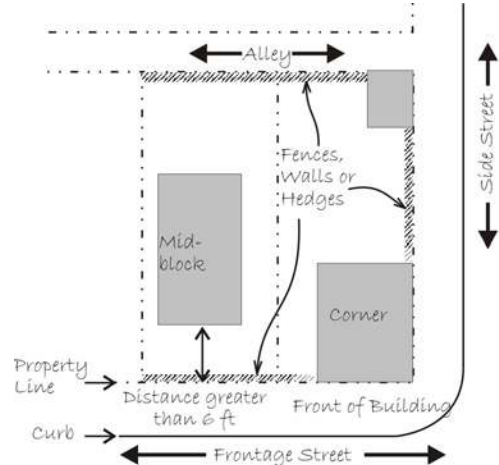 Alley
Side Street
Fences,
Walls or
Hedges
Mid-
block
Corner
Property
Line
Distance greater
than 6 ft
Front of Building
Curb
Frontage Street